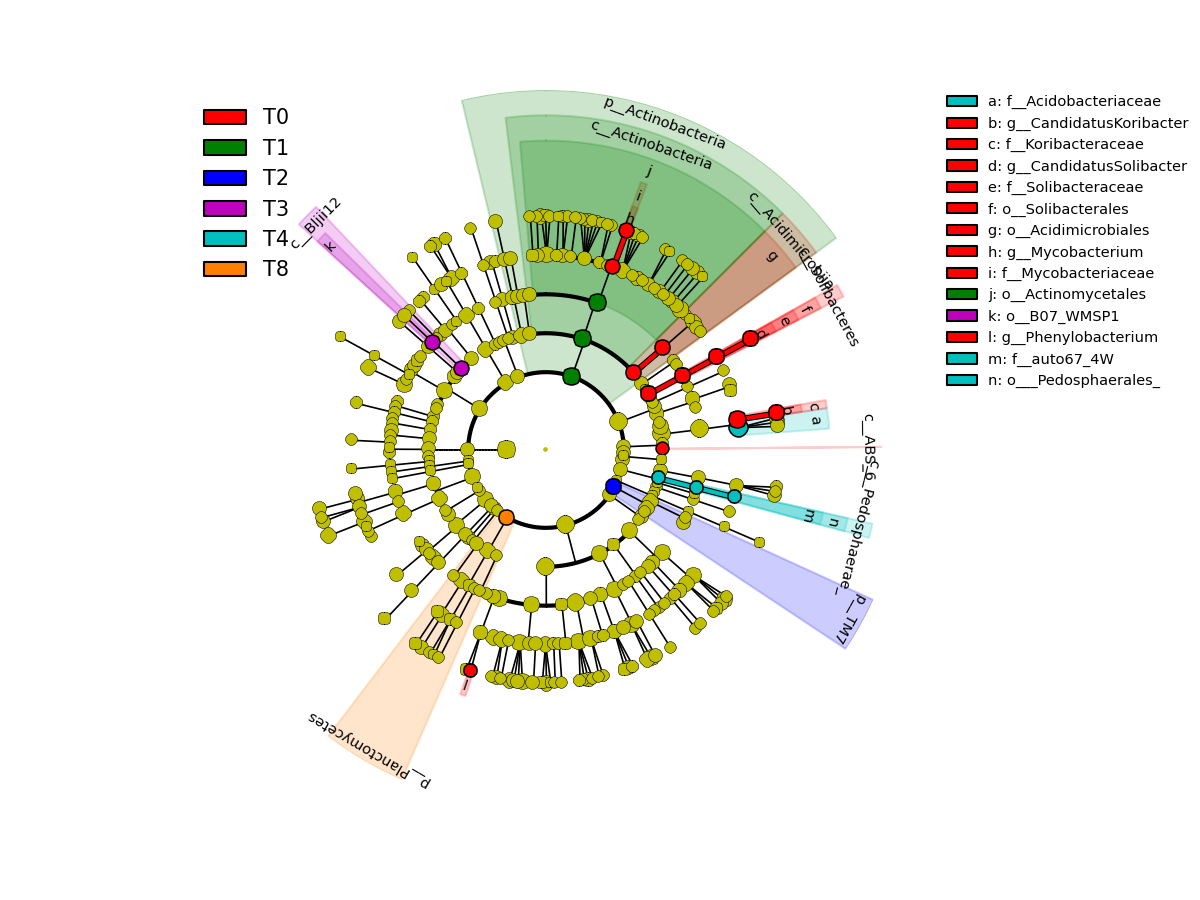 T0
T1
T2
T3
T4
T8
p__Actinobacteria
c__Actinobacteria
j
i
h
c__Acidimicrobiia
g
c__Solibacteres
f
e
d
c__BIjii12
k
b
c
a
c__ABS_6
c__Pedosphaerae_
m
n
p__TM7
l
p__Planctomycetes
a: f__Acidobacteriaceae
b: g__CandidatusKoribacter
c: f__Koribacteraceae
d: g__CandidatusSolibacter
e: f__Solibacteraceae
f: o__Solibacterales
g: o__Acidimicrobiales
h: g__Mycobacterium
i: f__Mycobacteriaceae
j: o__Actinomycetales
k: o__B07_WMSP1
l: g__Phenylobacterium
m: f__auto67_4W
n: o___Pedosphaerales_